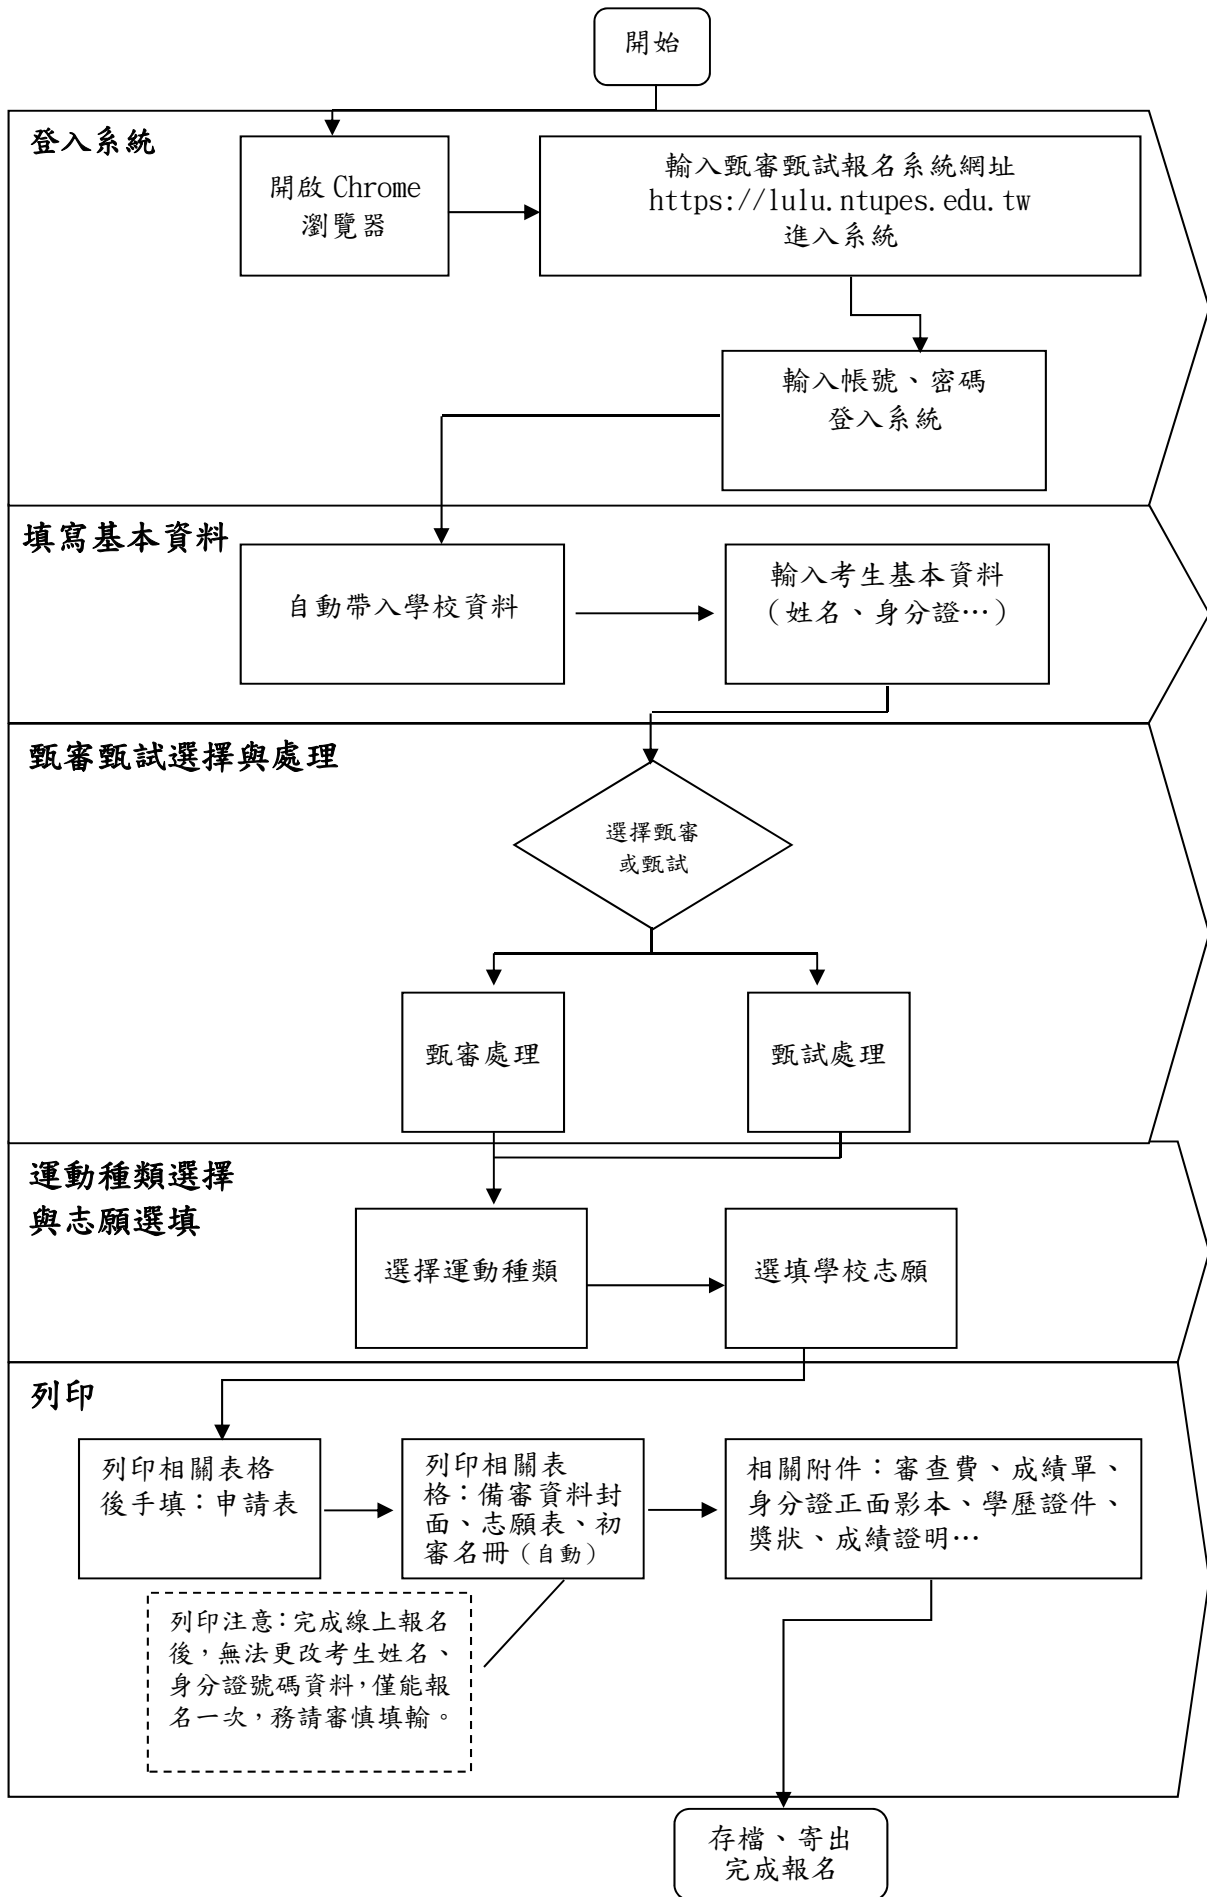 開始
登入系統
開啟 Chrome
瀏覽器
輸入甄審甄試報名系統網址
https://lulu.ntupes.edu.tw
進入系統
輸入帳號、密碼
登入系統
填寫基本資料
自動帶入學校資料
輸入考生基本資料
(姓名、身分證…)
甄審甄試選擇與處理
選擇甄審
或甄試
甄審處理
甄試處理
運動種類選擇
與志願選填
選擇運動種類
選填學校志願
列印
列印相關表格
後手填：申請表
列印相關表
格：備審資料封
面、志願表、初
審名冊(自動)
相關附件：審查費、成績單、
身分證正面影本、學歷證件、
獎狀、成績證明…
列印注意：完成線上報名
後，無法更改考生姓名、
身分證號碼資料，僅能報
名一次，務請審慎填輸。
存檔、寄出
完成報名